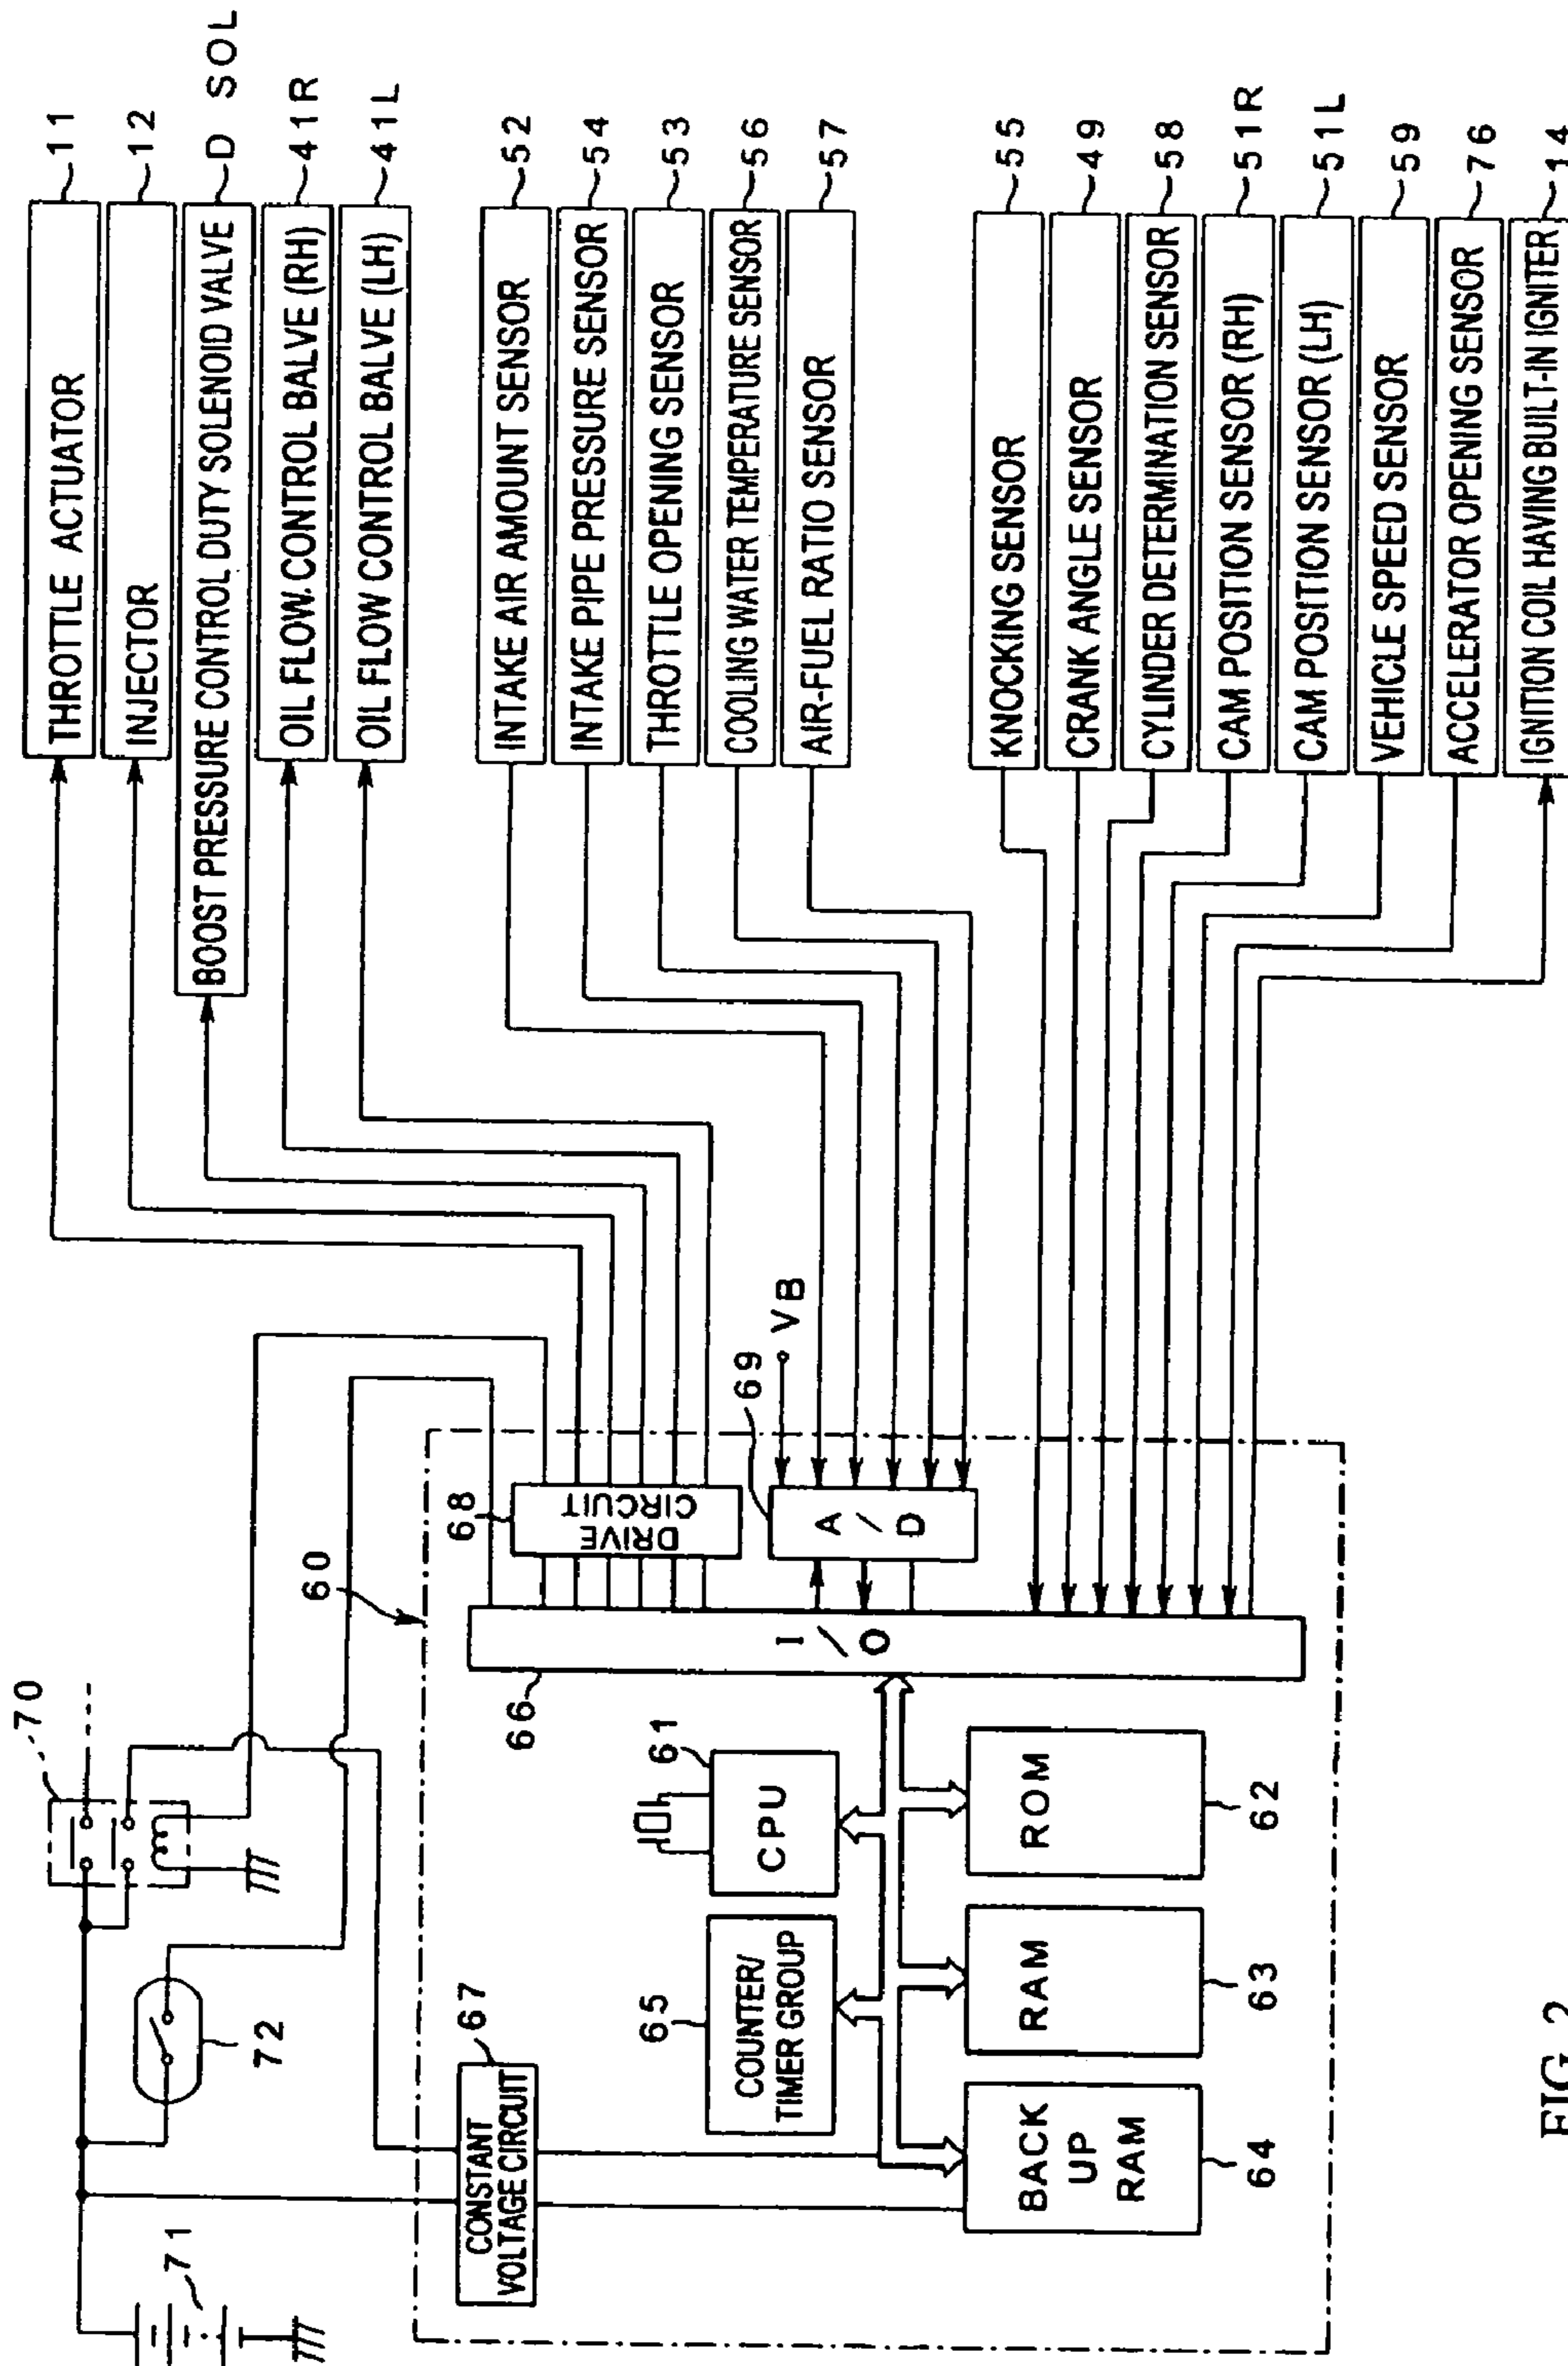 THROTTLE ACTUATOR
11
INJECTOR
12
BOOST PRESSURE CONTROL DUTY SOLENOID VALVE
D SOL
OIL FLOW.CONTROL BALVE (RH)
41R
OIL FLOW CONTROL BALVE (LH)
41L
INTAKE AIR AMOUNT SENSOR
52
INTAKE PIPE PRESSURE SENSOR
54
THROTTLE OPENING SENSOR
53
COOLING WATER TEMPERATURE SENSOR
56
AIR-FUEL RATIO SENSOR
57
KNOCKING SENSOR
55
CRANK ANGLE SENSOR
49
CYLINDER DETERMINATION SENSOR
58
CAM POSITION SENSOR (RH)
51R
CAM POSITION SENSOR (LH)
51L
VEHICLE SPEED SENSOR
59
ACCELERATOR OPENING SENSOR
76
IGNITION COIL HAVING BUILT-IN IGNITER
14
70
71
72
60
68
DRIVE
CIRCUIT
69
VB
A/D
66
I/O
67
CONSTANT
VOLTAGE CIRCUIT
65
COUNTER/
TIMER GROUP
61
CPU
BACK
UP
RAM
64
RAM
63
ROM
62
FIG.2